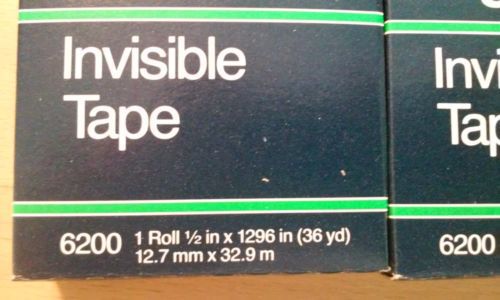 Invisible
Tape
6200 1 Roll ½ in x 1296 in (36 yd)
12.7 mm x 32.9 m
Invi
Tap
6200